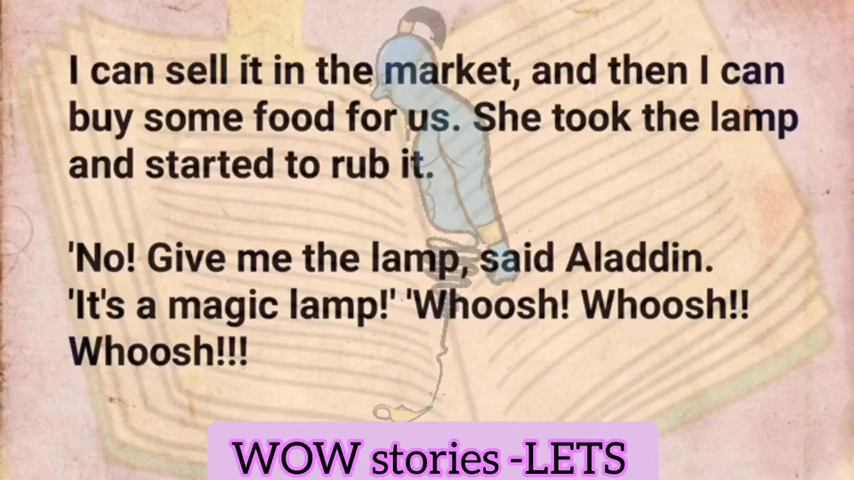 I can sell it in the market, and then I can
buy some food for us. She took the lamp
and started to rub it.
'No! Give me the lamp, said Aladdin.
'It's a magic lamp!' 'Whoosh! Whoosh!!
Whoosh!!!
WOW stories -LETS